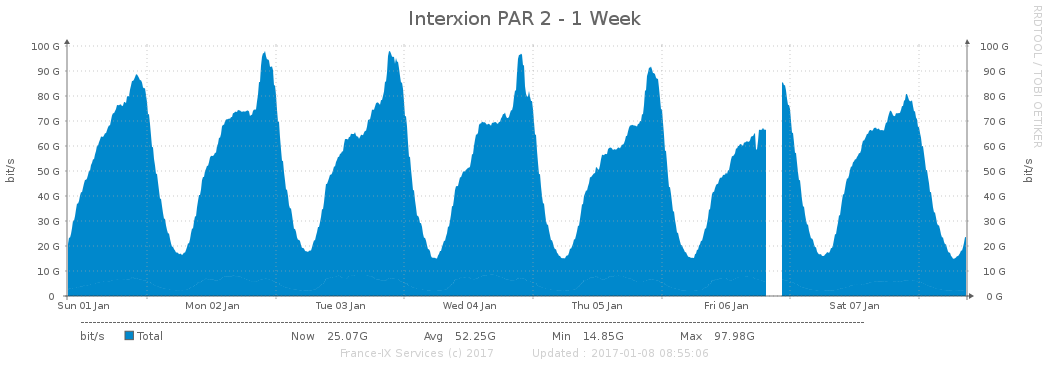 Interxion PAR 2 - 1 Week
RRDTOOL / TOBI OETIKER
bit/s
bit/s
100 G 100 G
90 G 90 G
80 G 80 G
70 G 70 G
60 G 60 G
50 G 50 G
40 G 40 G
30 G 30 G
20 G 20 G
10 G 10 G
0 0 G
Sun 01 Jan Mon 02 Jan Tue 03 Jan Wed 04 Jan Thu 05 Jan Fri 06 Jan Sat 07 Jan
bit/s Total Now 25.07G Avg 52.25G Min 14.85G Max 97.98G
France-IX Services (c) 2017 Updated : 2017-01-08 08:55:06